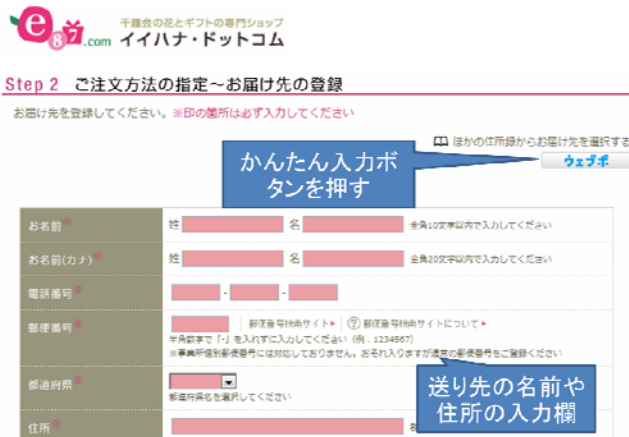 e87.com
千趣会の花とギフトの専門ショップ
イイハナ・ドットコム
Step 2 ご注文方法の指定～お届け先の登録
お届け先を登録してください。※印の箇所は必ず入力してください
ほかの住所録からお届け先を選択する
ウェブポ
かんたん入力ボ
タンを押す
お名前※ 姓 名 全角10文字以内で入力してください
お名前(カナ)※ 姓 名 全角20文字以内で入力してください
電話番号※ - -
郵便番号※ 郵便番号検索サイト▶ ?郵便番号検索サイトについて▶
半角数字で「-」を入れずに入力してください (例：1234567)
※事業所個別郵便番号には対応しておりません。おそれ入りますが通常の郵便番号をご登録ください
都道府県※
都道府県名を選択してください
送り先の名前や
住所の入力欄
住所※